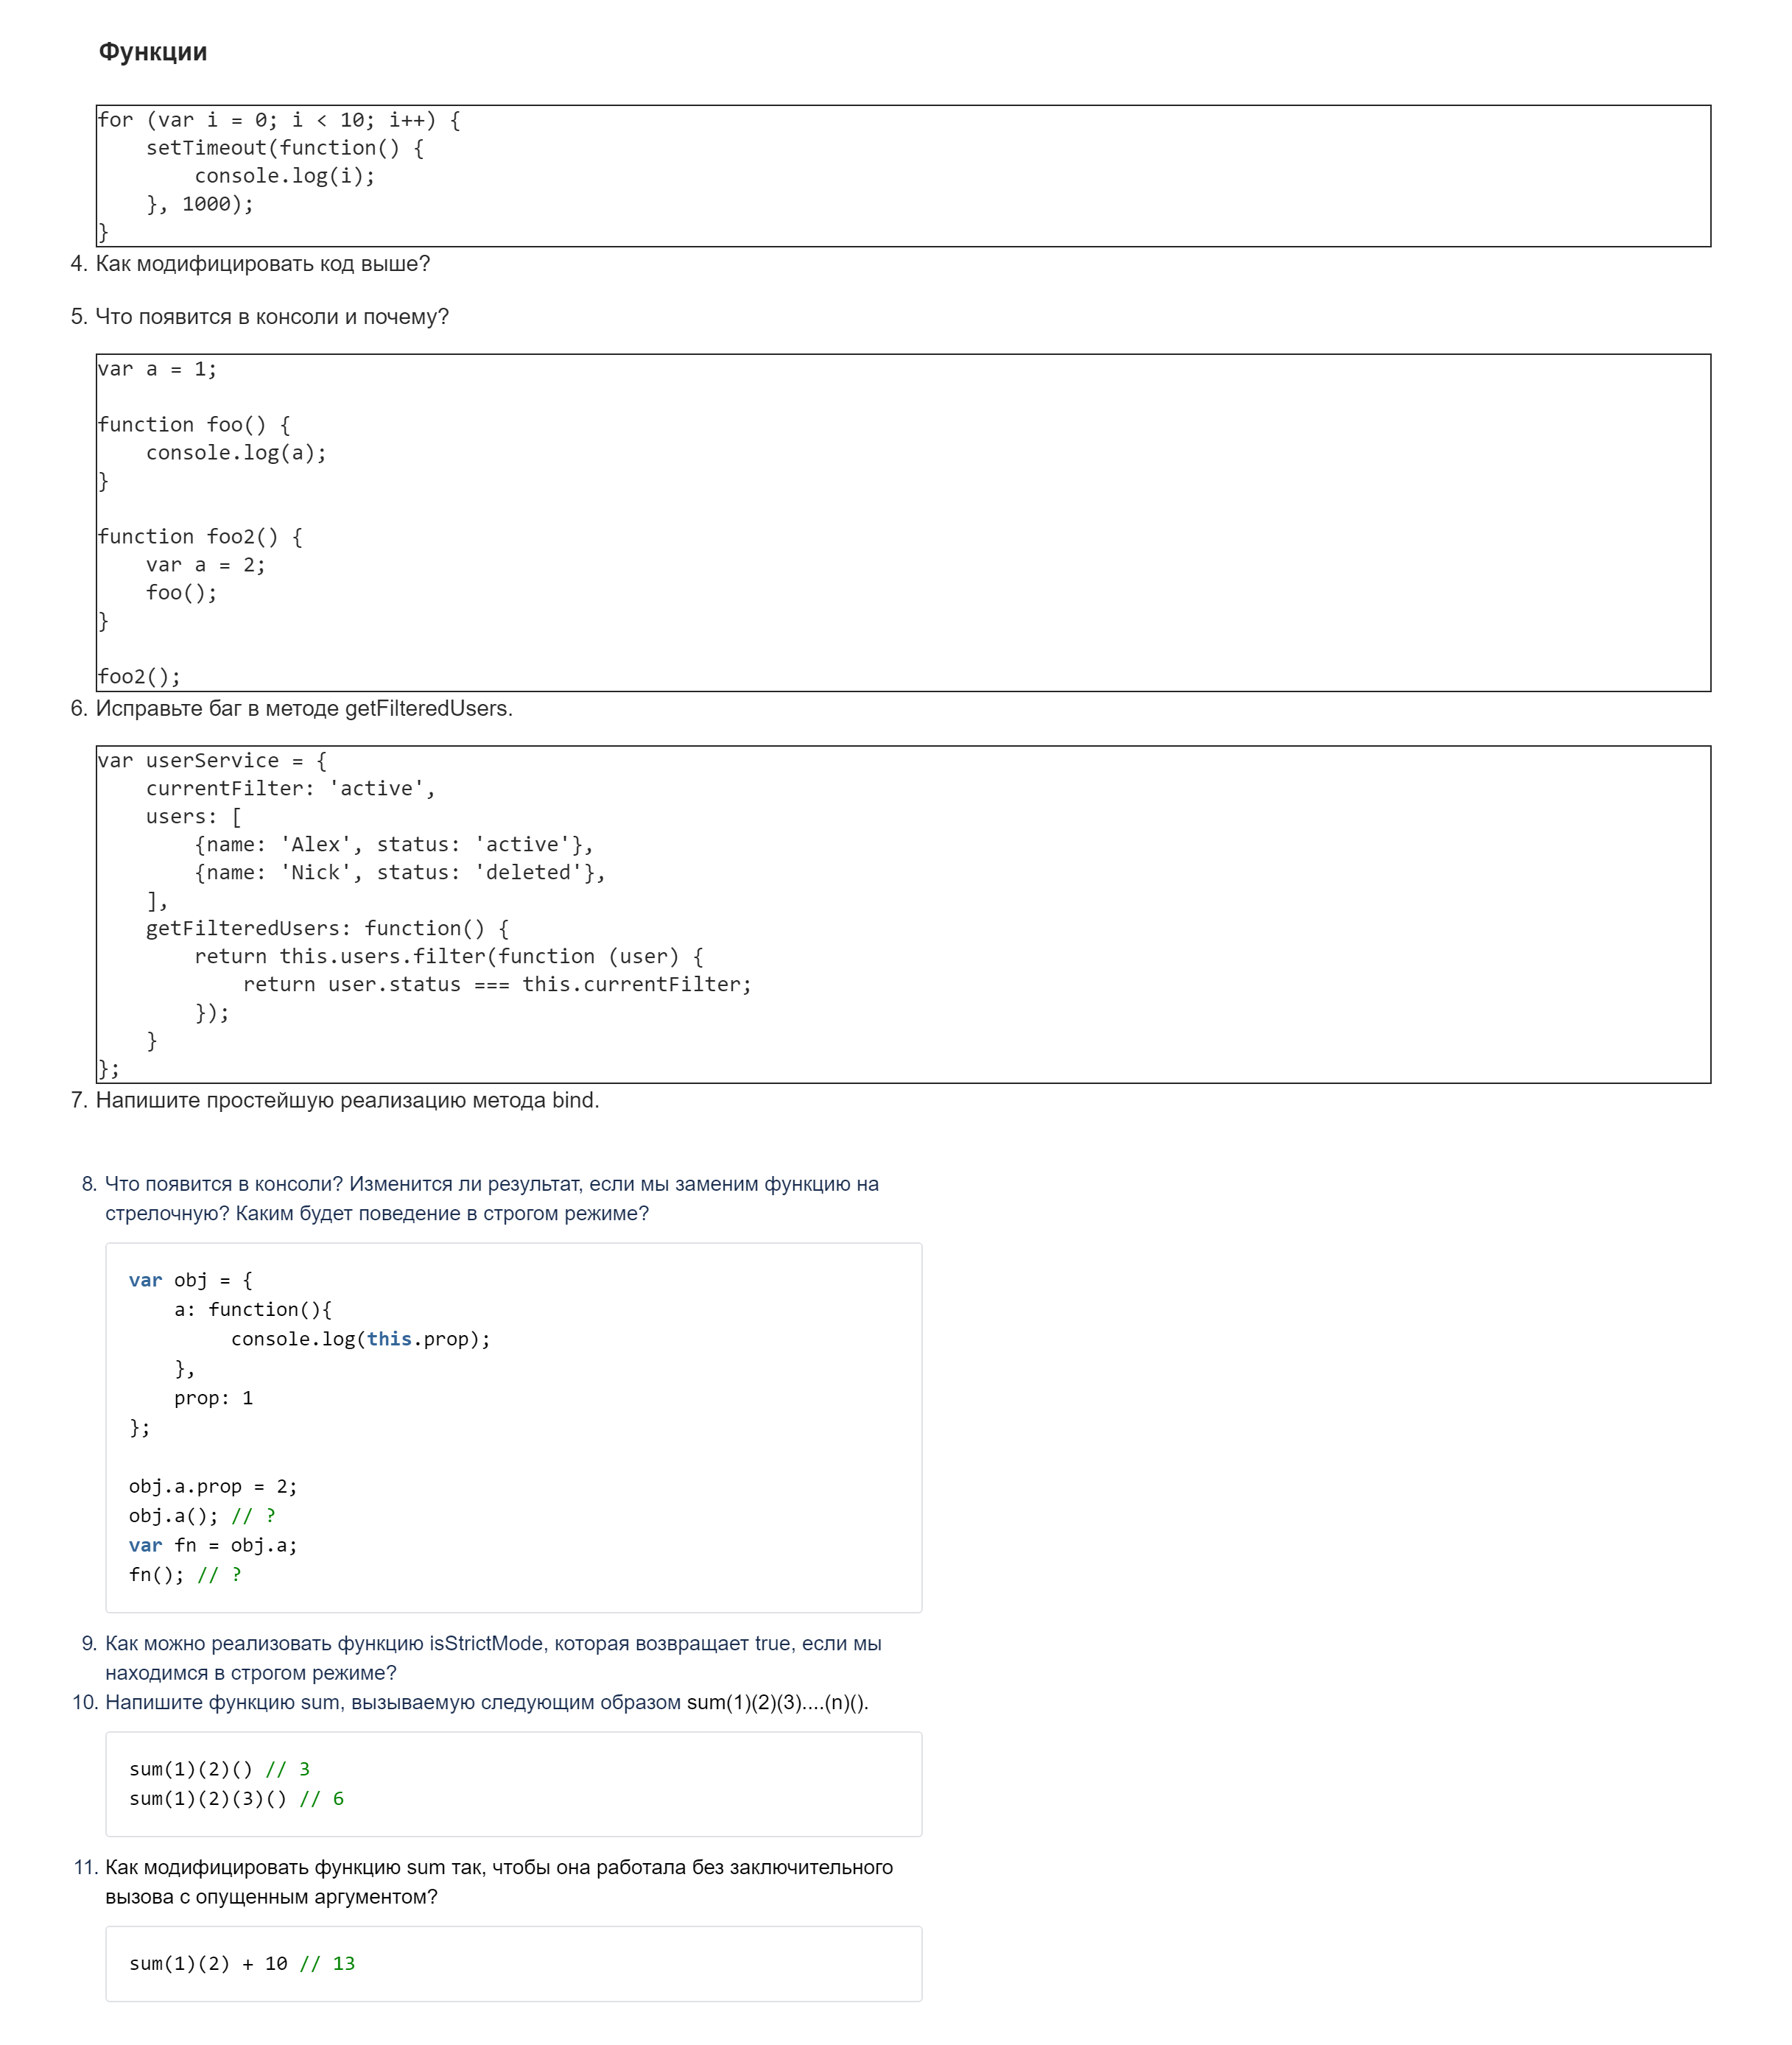 Функции
for (var i = 0; i < 10; i++) {
    setTimeout(function() {
        console.log(i);
    }, 1000);
}
4. Как модифицировать код выше?
5. Что появится в консоли и почему?
var a = 1;
function foo() {
    console.log(a);
}
function foo2() {
    var a = 2;
    foo();
}
foo2();
6. Исправьте баг в методе getFilteredUsers.
var userService = {
    currentFilter: 'active',
    users: [
        {name: 'Alex', status: 'active'},
        {name: 'Nick', status: 'deleted'},
    ],
    getFilteredUsers: function() {
        return this.users.filter(function (user) {
            return user.status === this.currentFilter;
        });
    }
};
7. Напишите простейшую реализацию метода bind.
8. Что появится в консоли? Изменится ли результат, если мы заменим функцию на
стрелочную? Каким будет поведение в строгом режиме?
var obj = {
    a: function(){
         console.log(this.prop);
    },
    prop: 1
};
obj.a.prop = 2;
obj.a(); // ?
var fn = obj.a;
fn(); // ?
9. Как можно реализовать функцию isStrictMode, которая возвращает true, если мы
находимся в строгом режиме?
10. Напишите функцию sum, вызываемую следующим образом sum(1)(2)(3)....(n)().
sum(1)(2)() // 3
sum(1)(2)(3)() // 6
11. Как модифицировать функцию sum так, чтобы она работала без заключительного
вызова с опущенным аргументом?
sum(1)(2) + 10 // 13